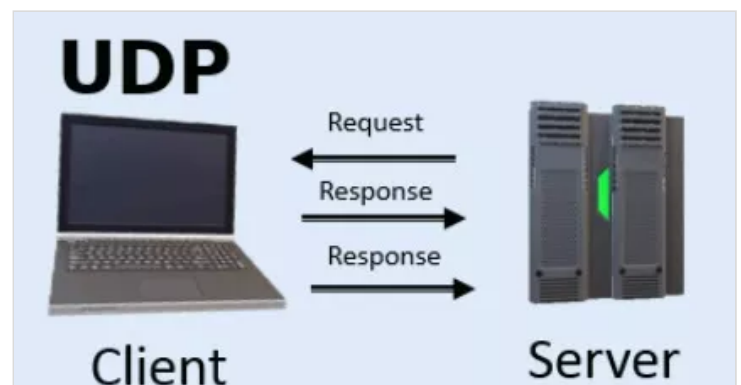 UDP
Request
Response
Response
Client
Server